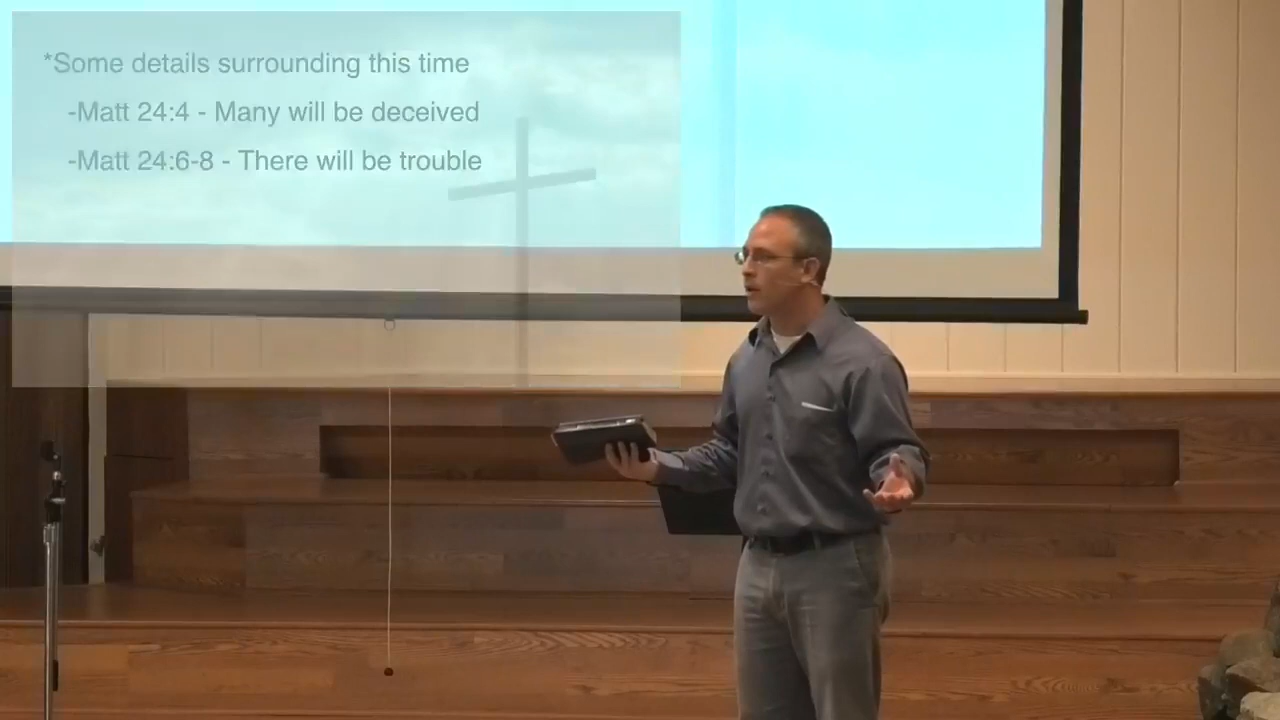 *Some details surrounding this time
-Matt 24:4 - Many will be deceived
-Matt 24:6-8 - There will be trouble